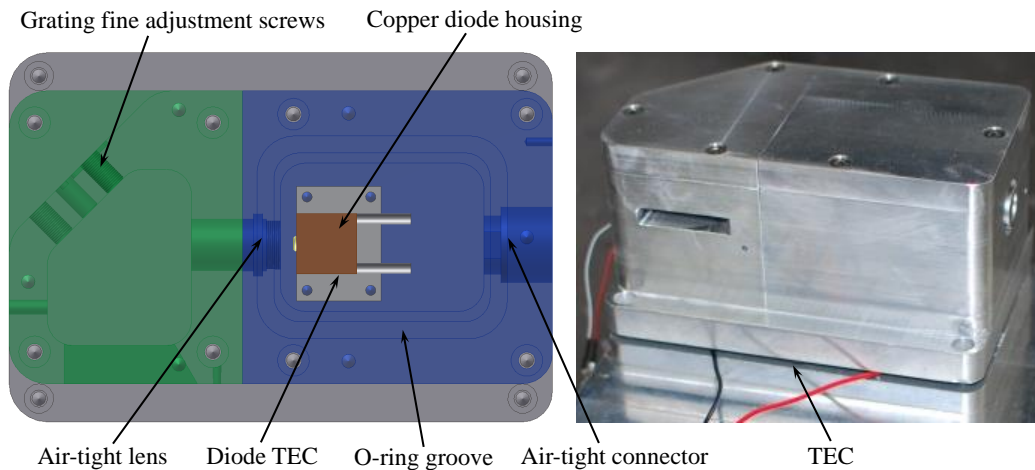 Grating fine adjustment screws
Copper diode housing
Air-tight lens
Diode TEC
O-ring groove
Air-tight connector
TEC